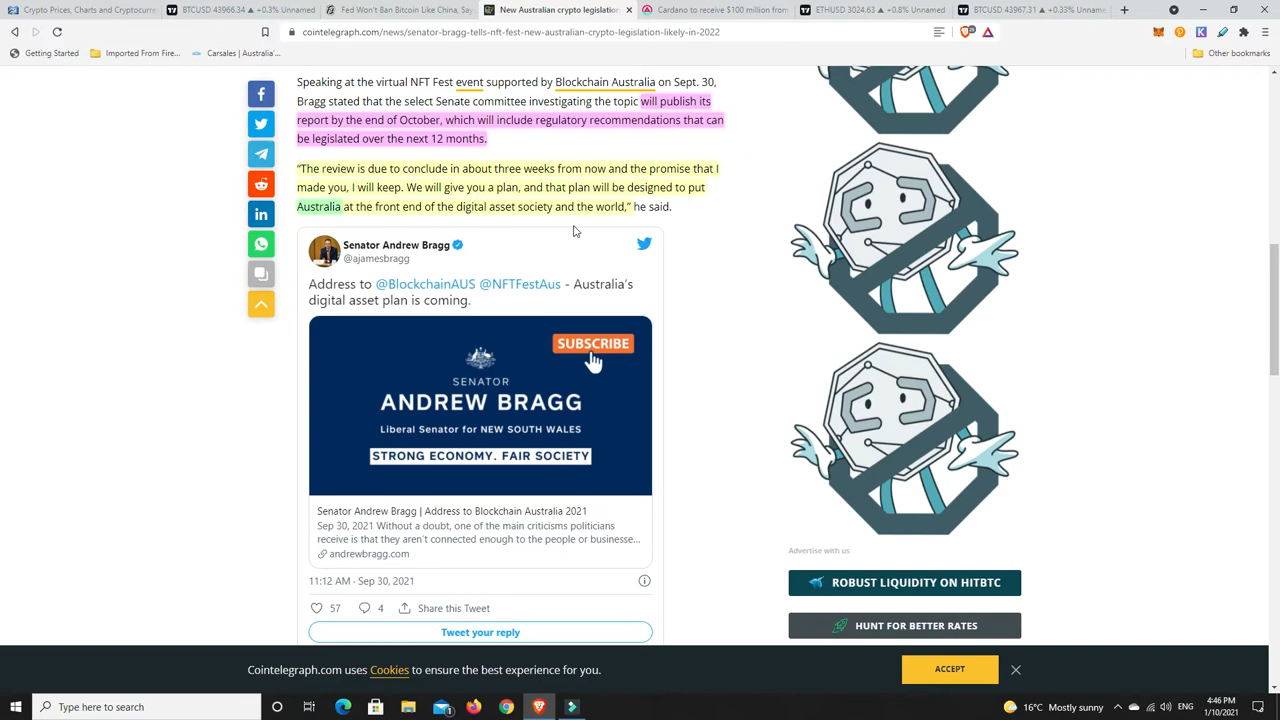 Crypto Prices, Charts and Cryptocurr
BTCUSD 43966.34 ▲ +0.3% Unnamed
Fed Won't Ban Bitcoin Like China, Say
New Australian crypto legislation
Cardano to reach $100 million from
ETHUSD 3024.63 ▲ +0.8% Unnamed
BTCUSD 43967.31 ▲ +0.33% Unname
cointelegraph.com/news/senator-bragg-tells-nft-fest-new-australian-crypto-legislation-likely-in-2022
Getting Started
Imported From Fire...
Carsales | Australia'...
Other bookmarks
Speaking at the virtual NFT Fest event supported by Blockchain Australia on Sept. 30,
Bragg stated that the select Senate committee investigating the topic will publish its
report by the end of October, which will include regulatory recommendations that can
be legislated over the next 12 months.
“The review is due to conclude in about three weeks from now and the promise that I
made you, I will keep. We will give you a plan, and that plan will be designed to put
Australia at the front end of the digital asset society and the world,” he said.
Senator Andrew Bragg
@ajamesbragg
Address to @BlockchainAUS @NFTFestAus - Australia’s
digital asset plan is coming.
SUBSCRIBE
SENATOR
ANDREW BRAGG
Liberal Senator for NEW SOUTH WALES
STRONG ECONOMY. FAIR SOCIETY
Senator Andrew Bragg | Address to Blockchain Australia 2021
Sep 30, 2021 Without a doubt, one of the main criticisms politicians
receive is that they aren’t connected enough to the people or businesse...
andrewbragg.com
11:12 AM · Sep 30, 2021
57
4
Share this Tweet
Tweet your reply
Advertise with us
ROBUST LIQUIDITY ON HITBTC
HUNT FOR BETTER RATES
Cointelegraph.com uses Cookies to ensure the best experience for you.
ACCEPT
Type here to search
16°C Mostly sunny
ENG
4:46 PM
1/10/2021